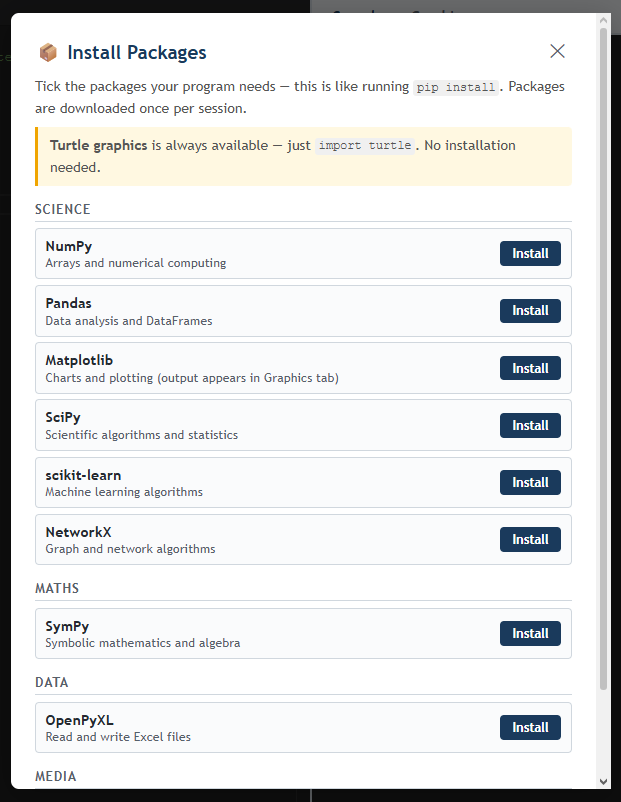 Install Packages
Tick the packages your program needs — this is like running pip install. Packages
are downloaded once per session.
Turtle graphics is always available — just import turtle. No installation
needed.
SCIENCE
NumPy
Arrays and numerical computing
Install
Pandas
Data analysis and DataFrames
Install
Matplotlib
Charts and plotting (output appears in Graphics tab)
Install
SciPy
Scientific algorithms and statistics
Install
scikit-learn
Machine learning algorithms
Install
NetworkX
Graph and network algorithms
Install
MATHS
SymPy
Symbolic mathematics and algebra
Install
DATA
OpenPyXL
Read and write Excel files
Install
MEDIA